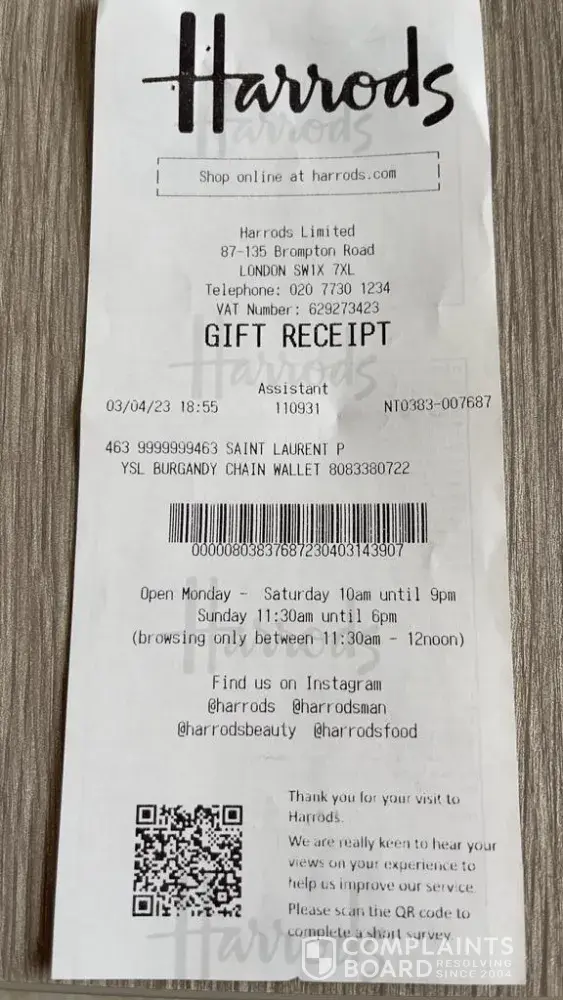 Harrods
Shop online at harrods.com
Harrods Limited
87-135 Brompton Road
LONDON SW1X 7XL
Telephone: 020 7730 1234
VAT Number: 629273423
GIFT RECEIPT
Assistant
03/04/23 18:55 110931 NT0383-007687
463 9999999463 SAINT LAURENT P
YSL BURGANDY CHAIN WALLET 8083380722
00000803837687230403143907
Open Monday - Saturday 10am until 9pm
Sunday 11:30am until 6pm
(browsing only between 11:30am - 12noon)
Find us on Instagram
@harrods @harrodsman
@harrodsbeauty @harrodsfood
Thank you for your visit to
Harrods.
We are really keen to hear your
views on your experience to
help us improve our service
Please scan the QR code to
complete a short survey
COMPLAINTS
BOARD RESOLVING
SINCE 2004